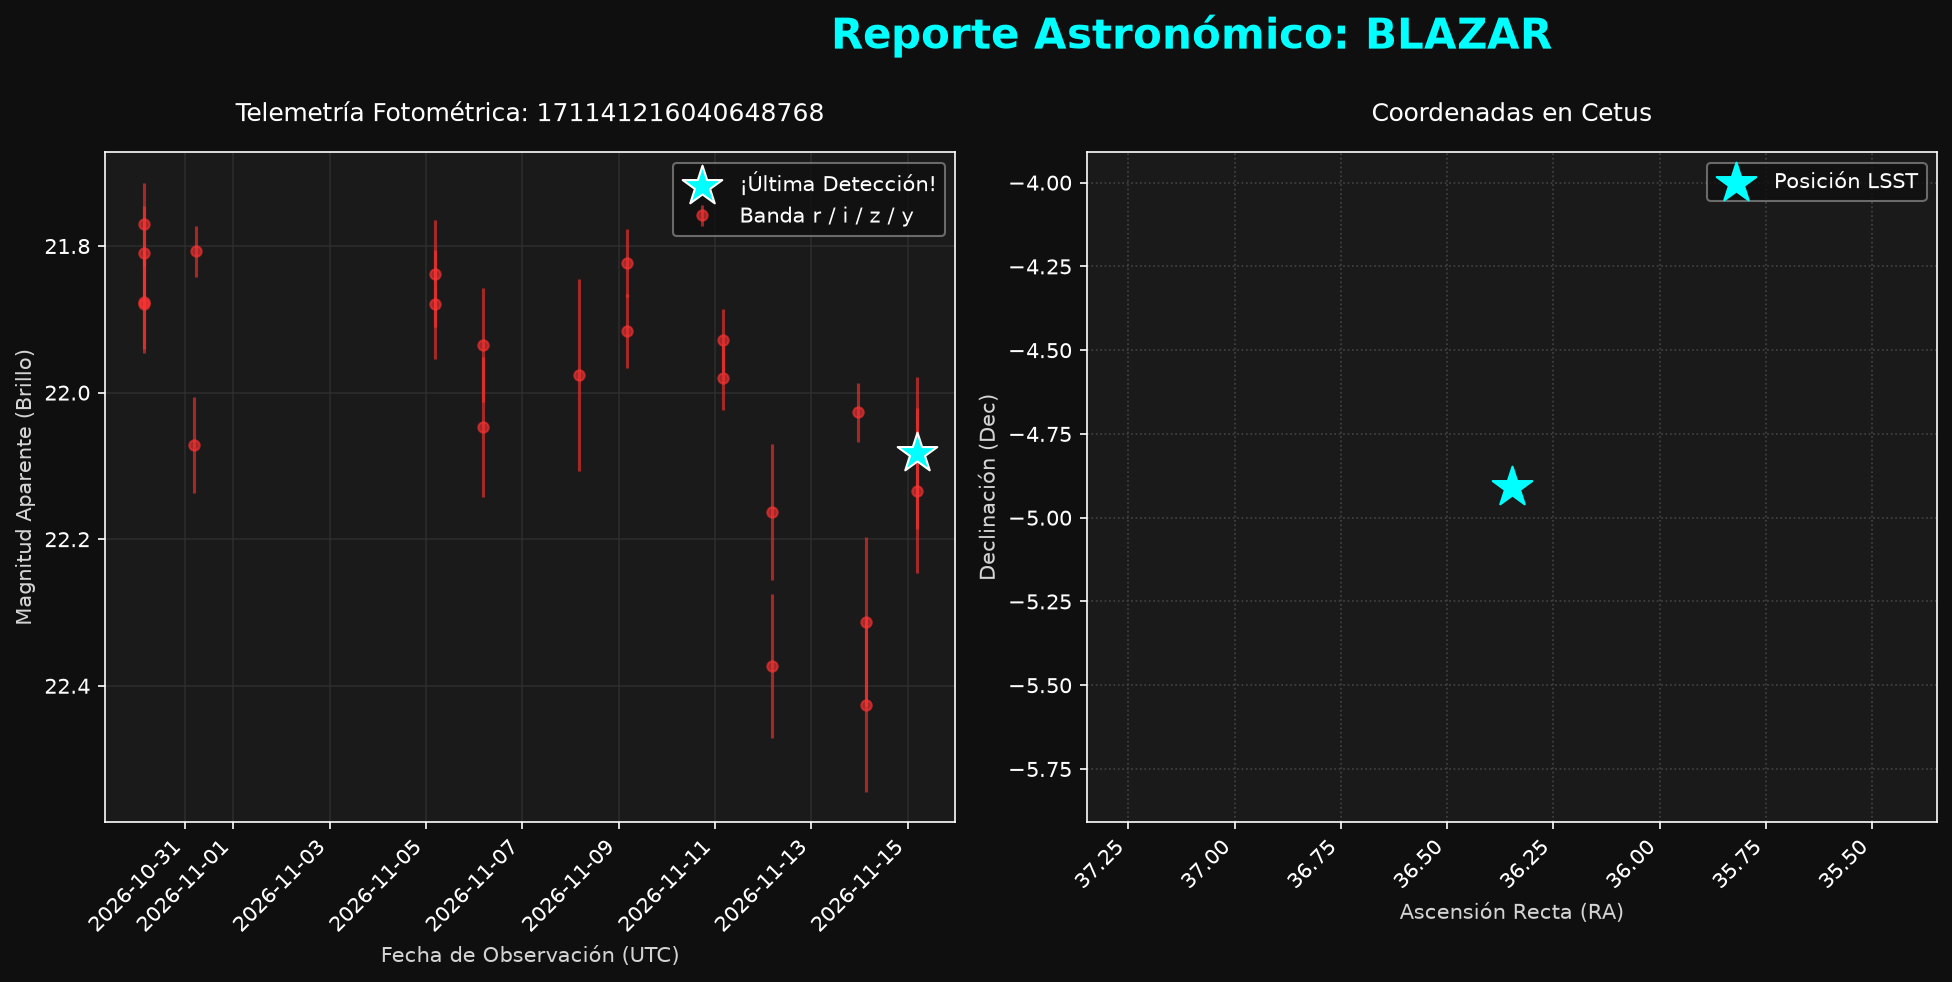 Reporte Astronómico: BLAZAR
Telemetría Fotométrica: 171141216040648768
¡Última Detección!
Banda r / i / z / y
Magnitud Aparente (Brillo)
21.8
22.0
22.2
22.4
2026-10-31
2026-11-01
2026-11-03
2026-11-05
2026-11-07
2026-11-09
2026-11-11
2026-11-13
2026-11-15
Fecha de Observación (UTC)
Coordenadas en Cetus
Posición LSST
Declinación (Dec)
−4.00
−4.25
−4.50
−4.75
−5.00
−5.25
−5.50
−5.75
37.25
37.00
36.75
36.50
36.25
36.00
35.75
35.50
Ascensión Recta (RA)